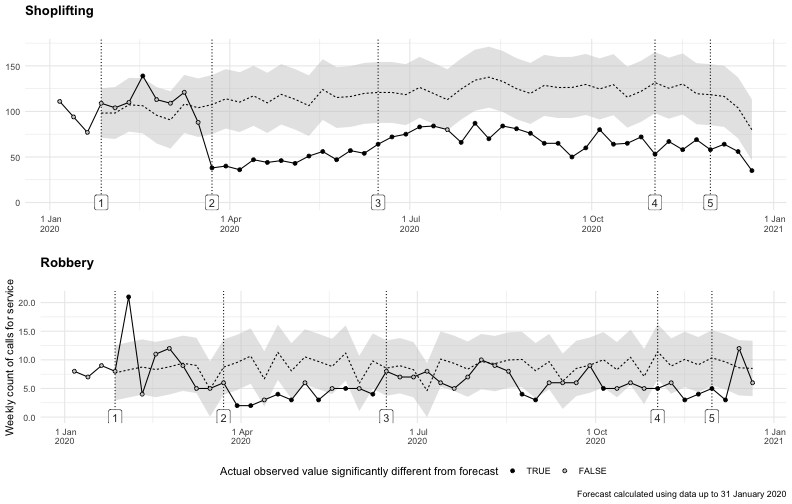 Shoplifting
150
100
50
0
1
2
3
4
5
1 Jan
2020
1 Apr
2020
1 Jul
2020
1 Oct
2020
1 Jan
2021
Robbery
Weekly count of calls for service
20.0
15.0
10.0
5.0
0.0
1
2
3
4
5
1 Jan
2020
1 Apr
2020
1 Jul
2020
1 Oct
2020
1 Jan
2021
Actual observed value significantly different from forecast TRUE FALSE
Forecast calculated using data up to 31 January 2020